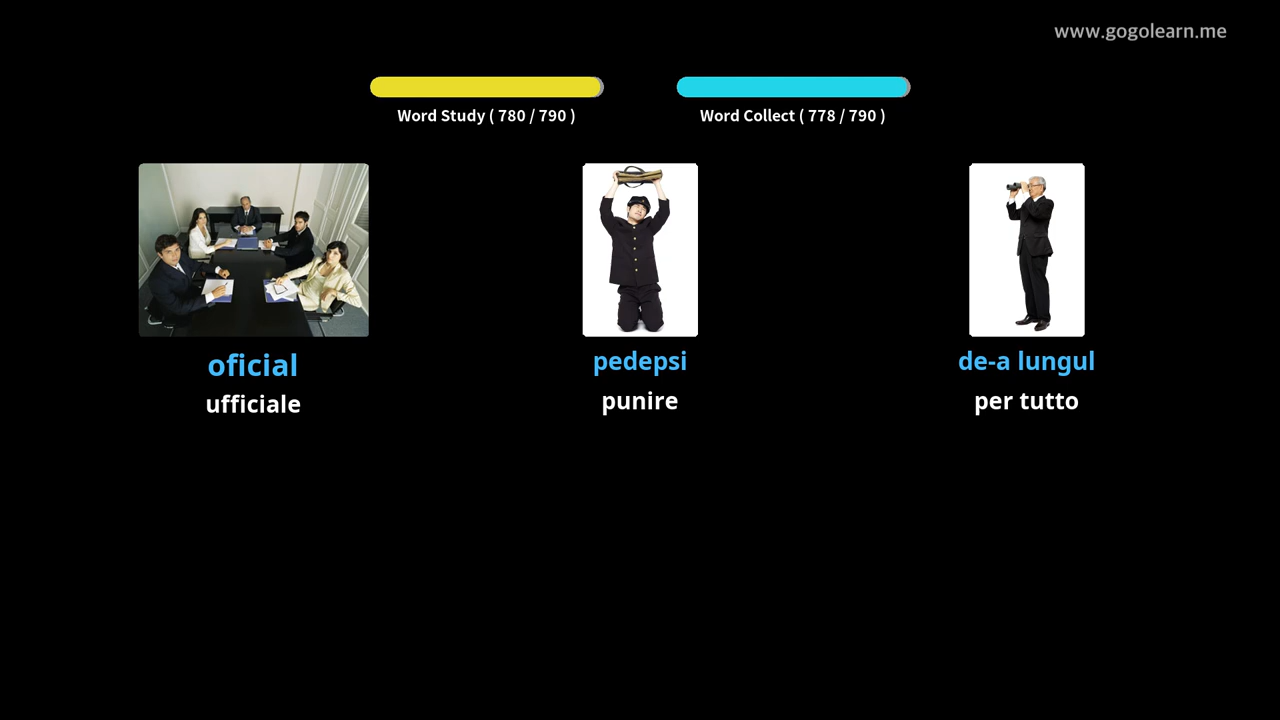 www.gogolearn.me
Word Study ( 780 / 790 )
Word Collect ( 778 / 790 )
oficial
ufficiale
pedepsi
punire
de-a lungul
per tutto